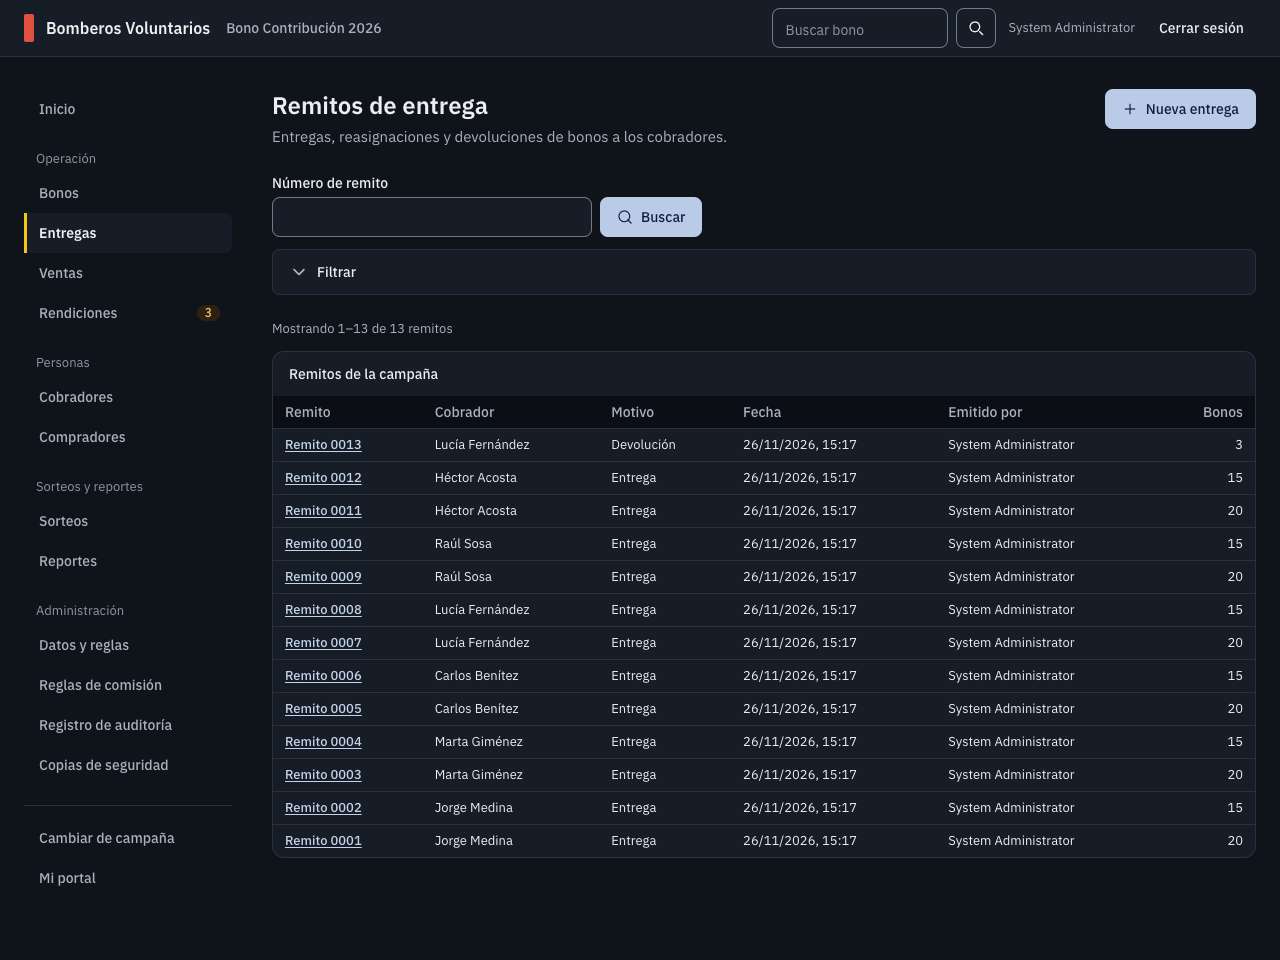 Bomberos Voluntarios Bono Contribución 2026 Buscar bono System Administrator Cerrar sesión
Inicio
Operación
Bonos
Entregas
Ventas
Rendiciones 3
Personas
Cobradores
Compradores
Sorteos y reportes
Sorteos
Reportes
Administración
Datos y reglas
Reglas de comisión
Registro de auditoría
Copias de seguridad
Cambiar de campaña
Mi portal
Remitos de entrega
Nueva entrega
Entregas, reasignaciones y devoluciones de bonos a los cobradores.
Número de remito
Buscar
Filtrar
Mostrando 1–13 de 13 remitos
Remitos de la campaña
Remito Cobrador Motivo Fecha Emitido por Bonos
Remito 0013 Lucía Fernández Devolución 26/11/2026, 15:17 System Administrator 3
Remito 0012 Héctor Acosta Entrega 26/11/2026, 15:17 System Administrator 15
Remito 0011 Héctor Acosta Entrega 26/11/2026, 15:17 System Administrator 20
Remito 0010 Raúl Sosa Entrega 26/11/2026, 15:17 System Administrator 15
Remito 0009 Raúl Sosa Entrega 26/11/2026, 15:17 System Administrator 20
Remito 0008 Lucía Fernández Entrega 26/11/2026, 15:17 System Administrator 15
Remito 0007 Lucía Fernández Entrega 26/11/2026, 15:17 System Administrator 20
Remito 0006 Carlos Benítez Entrega 26/11/2026, 15:17 System Administrator 15
Remito 0005 Carlos Benítez Entrega 26/11/2026, 15:17 System Administrator 20
Remito 0004 Marta Giménez Entrega 26/11/2026, 15:17 System Administrator 15
Remito 0003 Marta Giménez Entrega 26/11/2026, 15:17 System Administrator 20
Remito 0002 Jorge Medina Entrega 26/11/2026, 15:17 System Administrator 15
Remito 0001 Jorge Medina Entrega 26/11/2026, 15:17 System Administrator 20